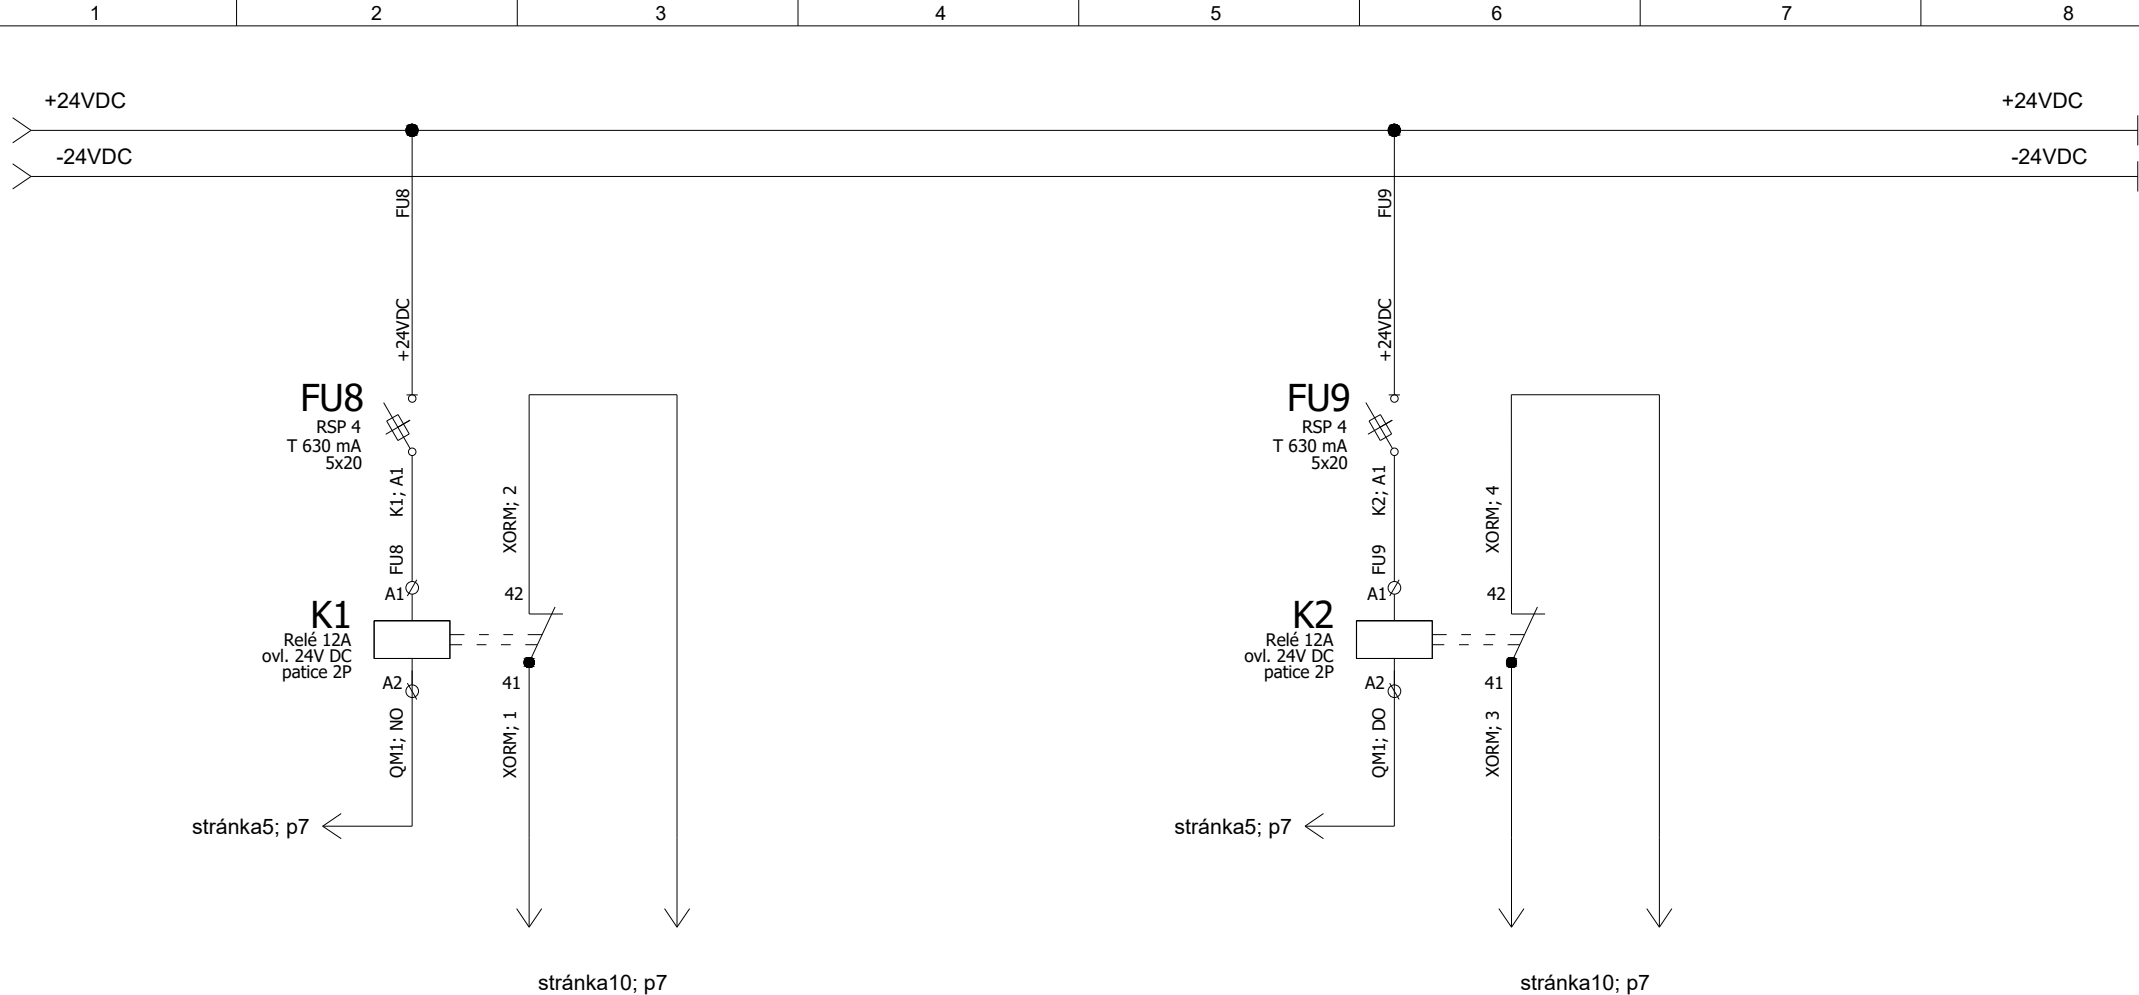 1 2 3 4 5 6 7 8
+24VDC +24VDC
-24VDC -24VDC
FU8
+24VDC
FU8
RSP 4
T 630 mA
5x20
K1; A1
FU8
A1
K1
Relé 12A
ovl. 24V DC
patice 2P
A2
QM1; NO
stránka5; p7
XORM; 2
42
41
XORM; 1
stránka10; p7
FU9
+24VDC
FU9
RSP 4
T 630 mA
5x20
K2; A1
FU9
A1
K2
Relé 12A
ovl. 24V DC
patice 2P
A2
QM1; DO
stránka5; p7
XORM; 4
42
41
XORM; 3
stránka10; p7